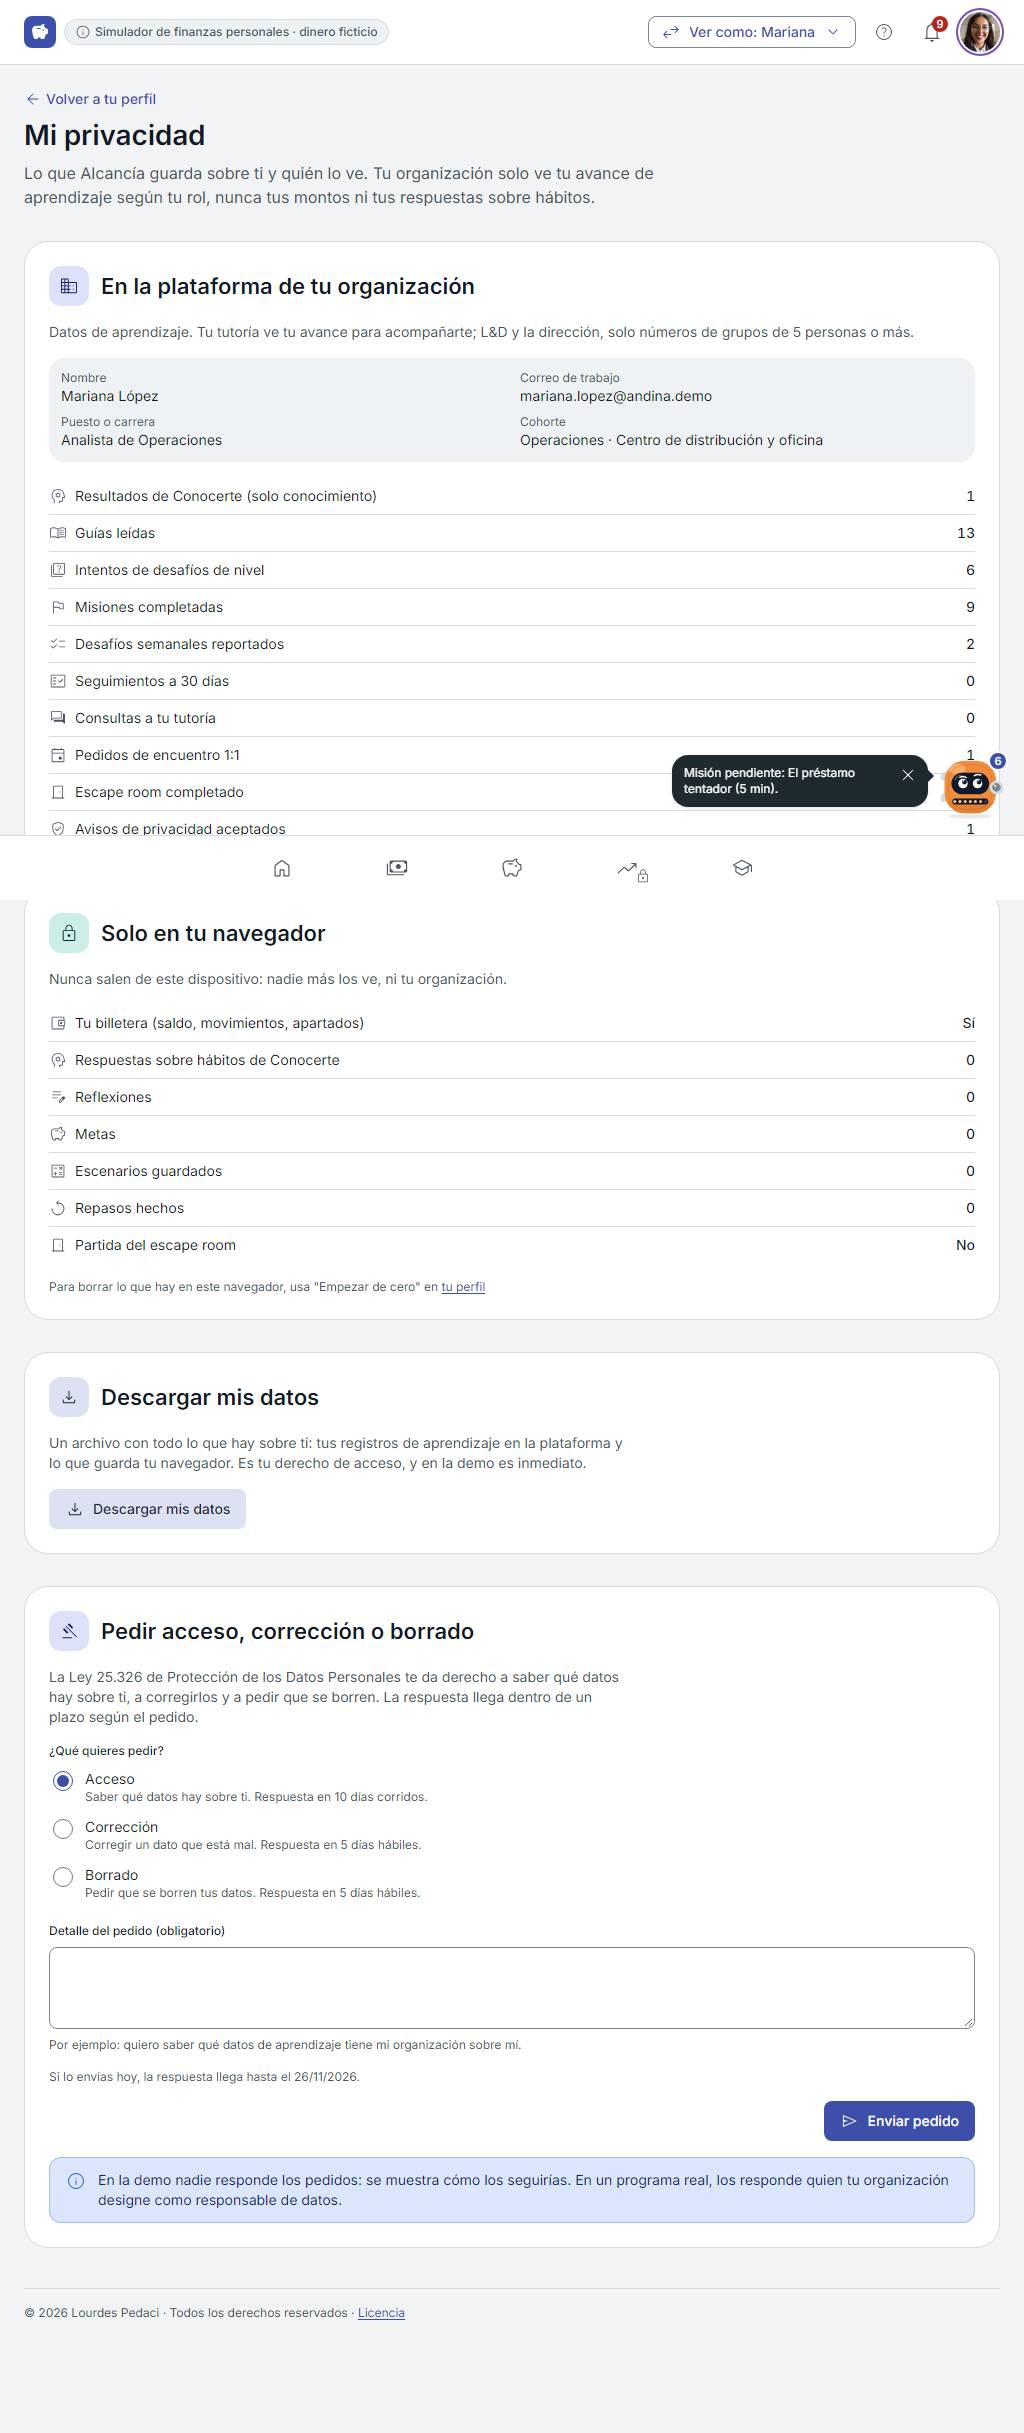 Simulador de finanzas personales · dinero ficticio
Ver como: Mariana
9
Volver a tu perfil
Mi privacidad
Lo que Alcancía guarda sobre ti y quién lo ve. Tu organización solo ve tu avance de
aprendizaje según tu rol, nunca tus montos ni tus respuestas sobre hábitos.
En la plataforma de tu organización
Datos de aprendizaje. Tu tutoría ve tu avance para acompañarte; L&D y la dirección, solo números de grupos de 5 personas o más.
Nombre
Mariana López
Correo de trabajo
mariana.lopez@andina.demo
Puesto o carrera
Analista de Operaciones
Cohorte
Operaciones · Centro de distribución y oficina
Resultados de Conocerte (solo conocimiento) 1
Guías leídas 13
Intentos de desafíos de nivel 6
Misiones completadas 9
Desafíos semanales reportados 2
Seguimientos a 30 días 0
Consultas a tu tutoría 0
Pedidos de encuentro 1:1 1
Misión pendiente: El préstamo
tentador (5 min).
6
Escape room completado
Avisos de privacidad aceptados 1
Solo en tu navegador
Nunca salen de este dispositivo: nadie más los ve, ni tu organización.
Tu billetera (saldo, movimientos, apartados) Sí
Respuestas sobre hábitos de Conocerte 0
Reflexiones 0
Metas 0
Escenarios guardados 0
Repasos hechos 0
Partida del escape room No
Para borrar lo que hay en este navegador, usa "Empezar de cero" en tu perfil
Descargar mis datos
Un archivo con todo lo que hay sobre ti: tus registros de aprendizaje en la plataforma y
lo que guarda tu navegador. Es tu derecho de acceso, y en la demo es inmediato.
Descargar mis datos
Pedir acceso, corrección o borrado
La Ley 25.326 de Protección de los Datos Personales te da derecho a saber qué datos
hay sobre ti, a corregirlos y a pedir que se borren. La respuesta llega dentro de un
plazo según el pedido.
¿Qué quieres pedir?
Acceso
Saber qué datos hay sobre ti. Respuesta en 10 días corridos.
Corrección
Corregir un dato que está mal. Respuesta en 5 días hábiles.
Borrado
Pedir que se borren tus datos. Respuesta en 5 días hábiles.
Detalle del pedido (obligatorio)
Por ejemplo: quiero saber qué datos de aprendizaje tiene mi organización sobre mí.
Si lo envías hoy, la respuesta llega hasta el 26/11/2026.
Enviar pedido
En la demo nadie responde los pedidos: se muestra cómo los seguirías. En un programa real, los responde quien tu organización
designe como responsable de datos.
© 2026 Lourdes Pedaci · Todos los derechos reservados · Licencia